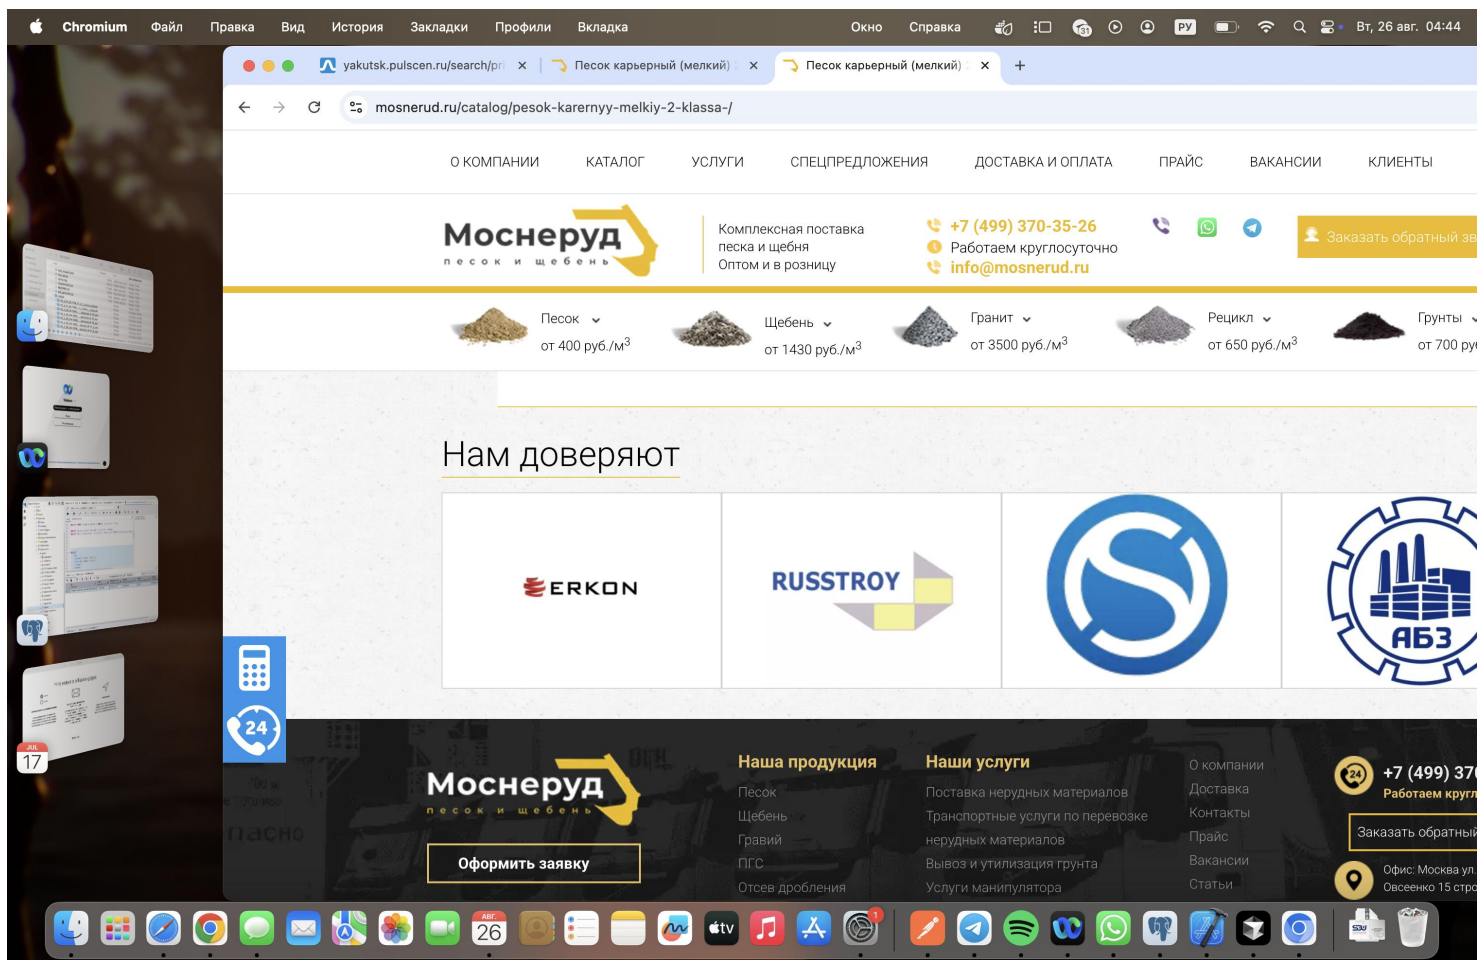 Chromium Файл Правка Вид История Закладки Профили Вкладка Окно Справка 31 РУ Вт, 26 авг. 04:44
yakutsk.pulscen.ru/search/pri Песок карьерный (мелкий) Песок карьерный (мелкий)
mosnerud.ru/catalog/pesok-karernyy-melkiy-2-klassa-/
О КОМПАНИИ КАТАЛОГ УСЛУГИ СПЕЦПРЕДЛОЖЕНИЯ ДОСТАВКА И ОПЛАТА ПРАЙС ВАКАНСИИ КЛИЕНТЫ
Моснеруд
песок и щебень
Комплексная поставка
песка и щебня
Оптом и в розницу
+7 (499) 370-35-26
Работаем круглосуточно
info@mosnerud.ru
Заказать обратный зв
Песок
от 400 руб./м3
Щебень
от 1430 руб./м3
Гранит
от 3500 руб./м3
Рецикл
от 650 руб./м3
Грунты
от 700 ру
Нам доверяют
ERKON
RUSSTROY
S
АБЗ
24
Моснеруд
песок и щебень
Оформить заявку
Наша продукция
Песок
Щебень
Гравий
ПГС
Отсев дробления
Наши услуги
Поставка нерудных материалов
Транспортные услуги по перевозке
нерудных материалов
Вывоз и утилизация грунта
Услуги манипулятора
О компании
Доставка
Контакты
Прайс
Вакансии
Статьи
24
+7 (499) 37
Работаем кругл
Заказать обратный
Офис: Москва ул.
Овсеенко 15 стро
JUL
17
АВГ.
26
tv
1